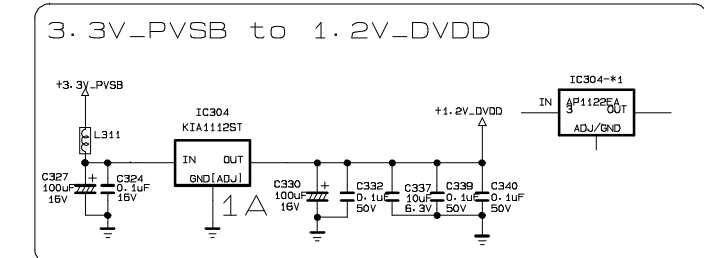 3.3V_PVSB to 1.2V_DVDD
IC304-*1
+3.3V_PVSB
IN AP1122EA
3 OUT
ADJ/GND
IC304
KIA1112ST
+1.2V_DVDD
L311
IN OUT
GND[ADJ]
1A
C327
100uF
16V
+
C324
0.1uF
16V
C330
100uF
16V
+
C332
0.1uF
50V
C337
10uF
6.3V
C339
0.1uF
50V
C340
0.1uF
50V